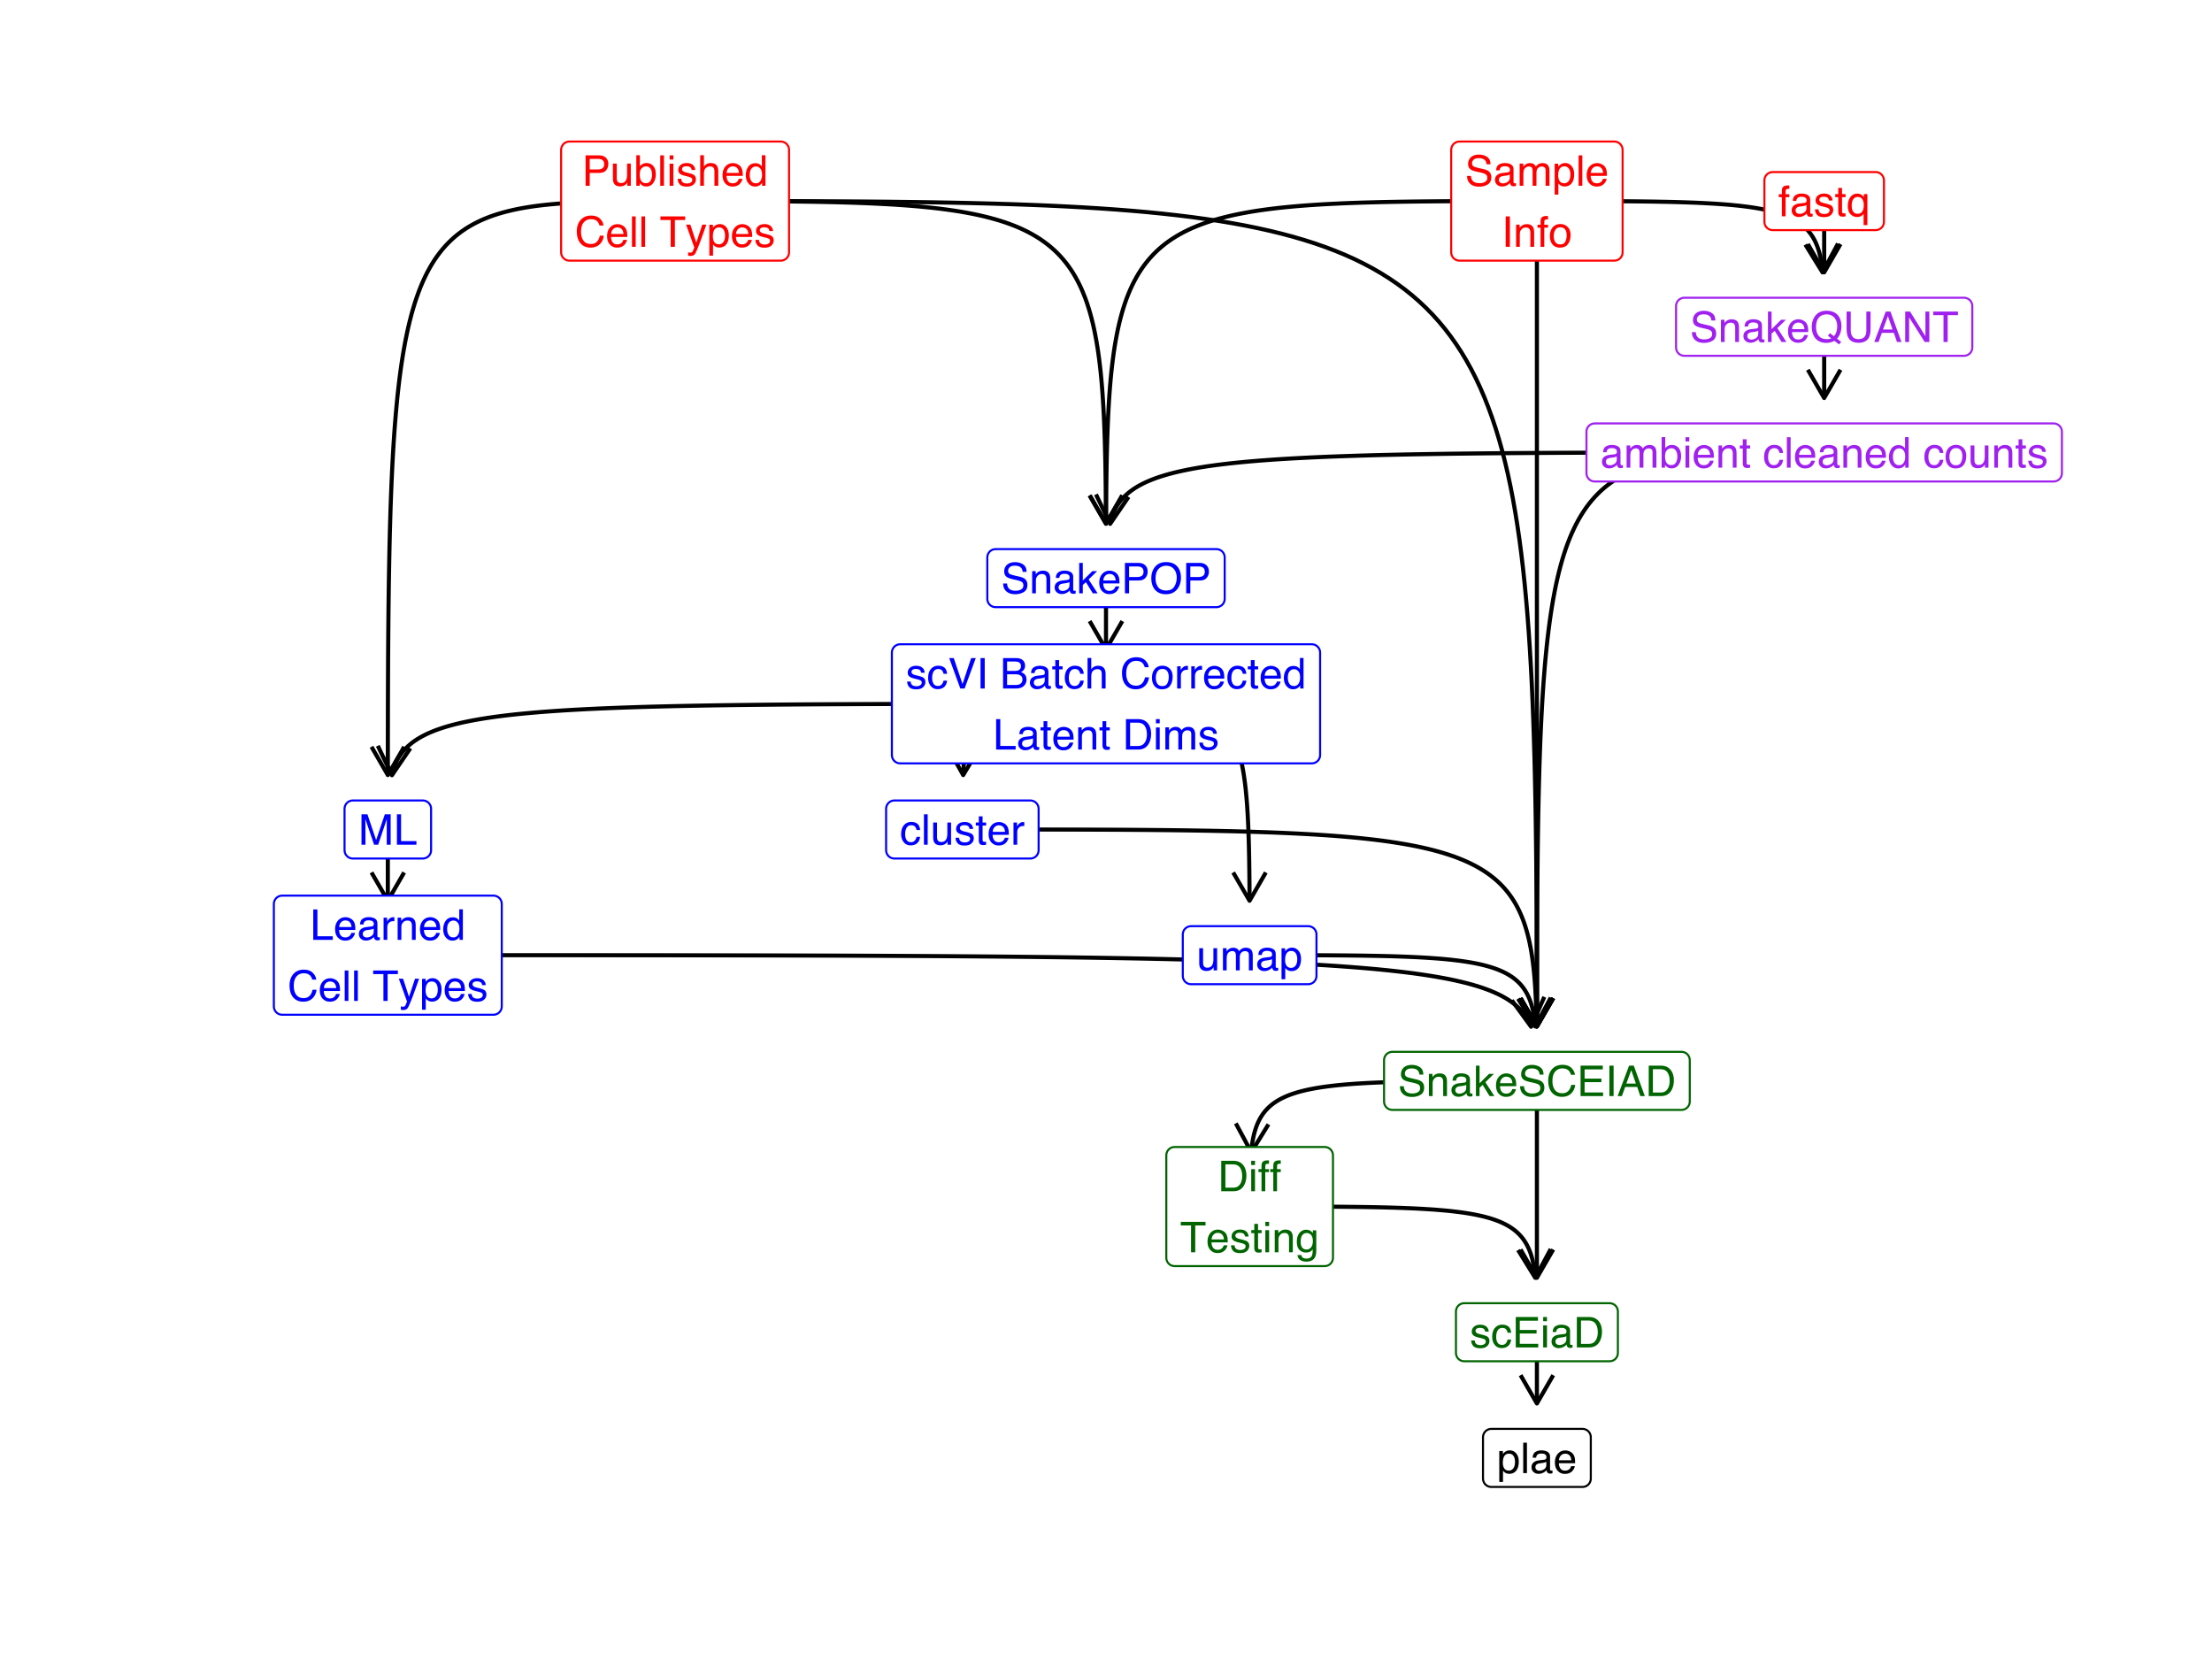 Published
Cell Types
Sample
Info
fastq
SnakeQUANT
ambient cleaned counts
SnakePOP
scVI Batch Corrected
Latent Dims
ML
cluster
Learned
Cell Types
umap
SnakeSCEIAD
Diff
Testing
scEiaD
plae